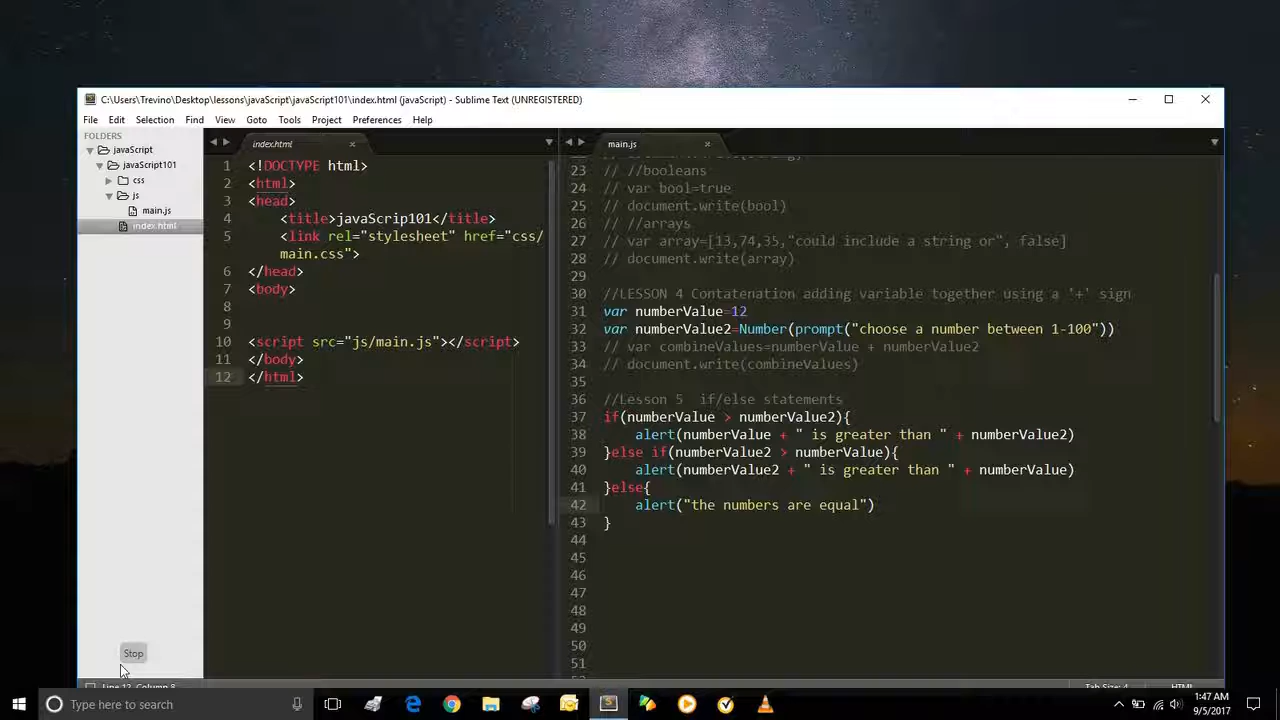 C:\Users\Trevino\Desktop\lessons\javaScript\javaScript101\index.html (javaScript) - Sublime Text (UNREGISTERED)
File Edit Selection Find View Goto Tools Project Preferences Help
FOLDERS
javaScript
javaScript101
css
js
main.js
index.html
index.html
1 <!DOCTYPE html>
2 <html>
3 <head>
4 <title>javaScrip101</title>
5 <link rel="stylesheet" href="css/
main.css">
6 </head>
7 <body>
8
9
10 <script src="js/main.js"></script>
11 </body>
12 </html>
main.js
23 // //booleans
24 // var bool=true
25 // document.write(bool)
26 // //arrays
27 // var array=[13,74,35,"could include a string or", false]
28 // document.write(array)
29
30 //LESSON 4 Contatenation adding variable together using a '+' sign
31 var numberValue=12
32 var numberValue2=Number(prompt("choose a number between 1-100"))
33 // var combineValues=numberValue + numberValue2
34 // document.write(combineValues)
35
36 //Lesson 5  if/else statements
37 if(numberValue > numberValue2){
38 alert(numberValue + " is greater than " + numberValue2)
39 }else if(numberValue2 > numberValue){
40 alert(numberValue2 + " is greater than " + numberValue)
41 }else{
42 alert("the numbers are equal")
43 }
44
45
46
47
48
49
50
51
Stop
Line 12, Column 8
Tab Size: 4 HTML
Type here to search
1:47 AM
9/5/2017